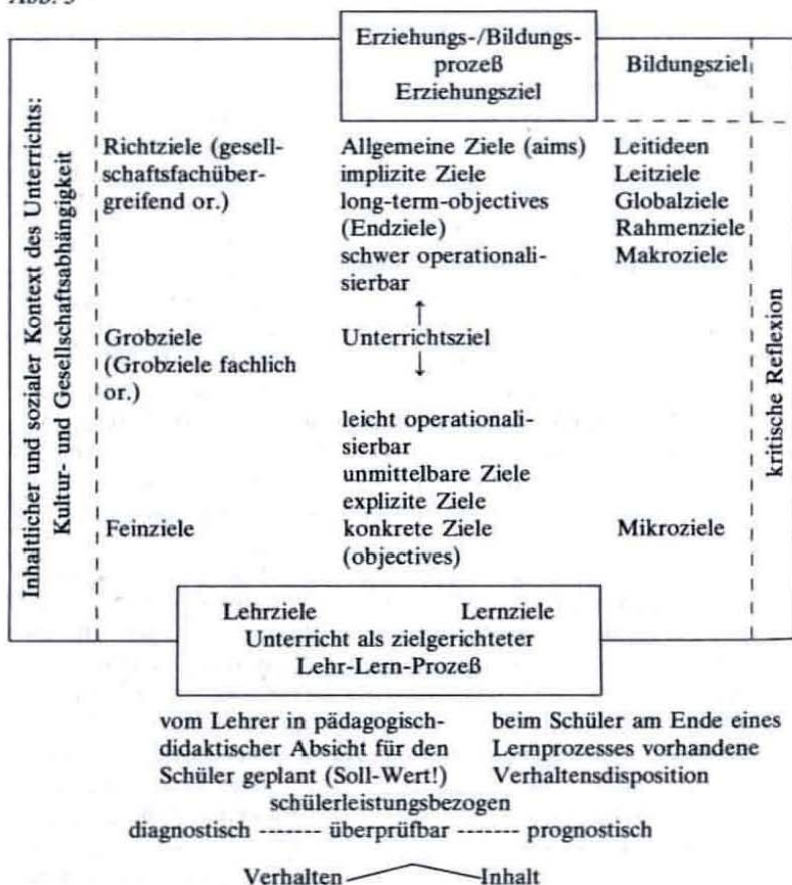 Abb. 3
Erziehungs-/Bildungs-
prozeß
Erziehungsziel
Bildungsziel
Inhaltlicher und sozialer Kontext des Unterrichts:
Kultur- und Gesellschaftsabhängigkeit
Richtziele (gesell-
schaftsfachüber-
greifend or.)
Allgemeine Ziele (aims)
implizite Ziele
long-term-objectives
(Endziele)
schwer operationali-
sierbar
Leitideen
Leitziele
Globalziele
Rahmenziele
Makroziele
↑
Grobziele
(Grobziele fachlich
or.)
Unterrichtsziel
↓
kritische Reflexion
leicht operationali-
sierbar
unmittelbare Ziele
explizite Ziele
Feinziele
konkrete Ziele
(objectives)
Mikroziele
Lehrziele Lernziele
Unterricht als zielgerichteter
Lehr-Lern-Prozeß
vom Lehrer in pädagogisch-
didaktischer Absicht für den
Schüler geplant (Soll-Wert!)
beim Schüler am Ende eines
Lernprozesses vorhandene
Verhaltensdisposition
schülerleistungsbezogen
diagnostisch ------- überprüfbar ------- prognostisch
Verhalten Inhalt